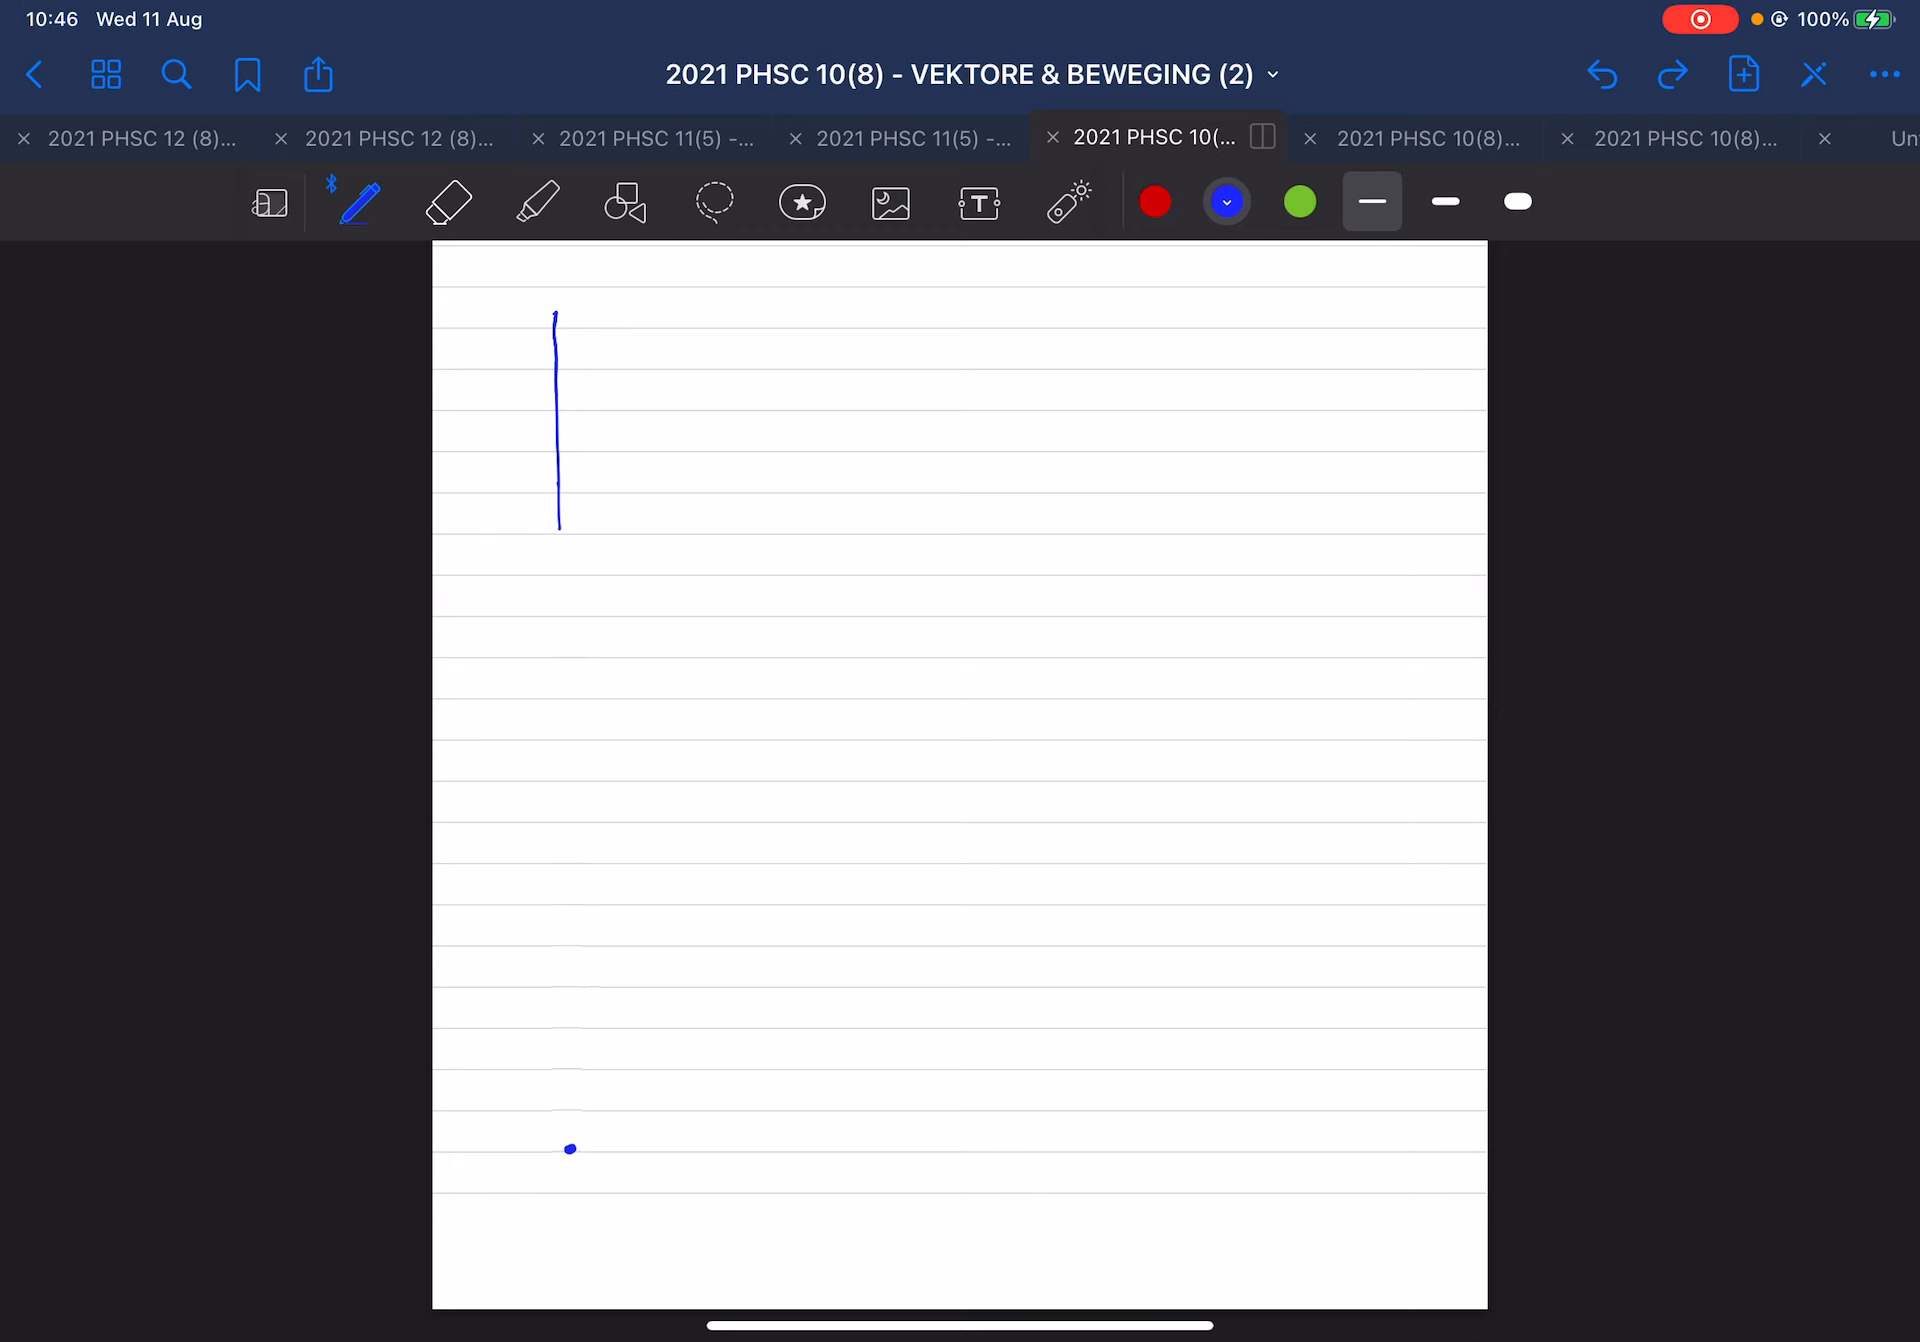 10:46 Wed 11 Aug 100%
2021 PHSC 10(8) - VEKTORE & BEWEGING (2)
2021 PHSC 12 (8)... 2021 PHSC 12 (8)... 2021 PHSC 11(5) -... 2021 PHSC 11(5) -... 2021 PHSC 10(... 2021 PHSC 10(8)... 2021 PHSC 10(8)... Un
T